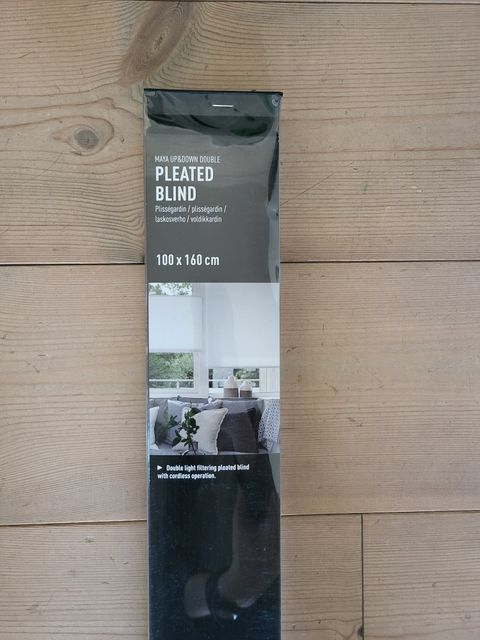 MAYA UP&DOWN DOUBLE
PLEATED
BLIND
Plisségardin / plisségardin /
laskosverho / voldikkardin
100 x 160 cm
► Double light filtering pleated blind
with cordless operation.